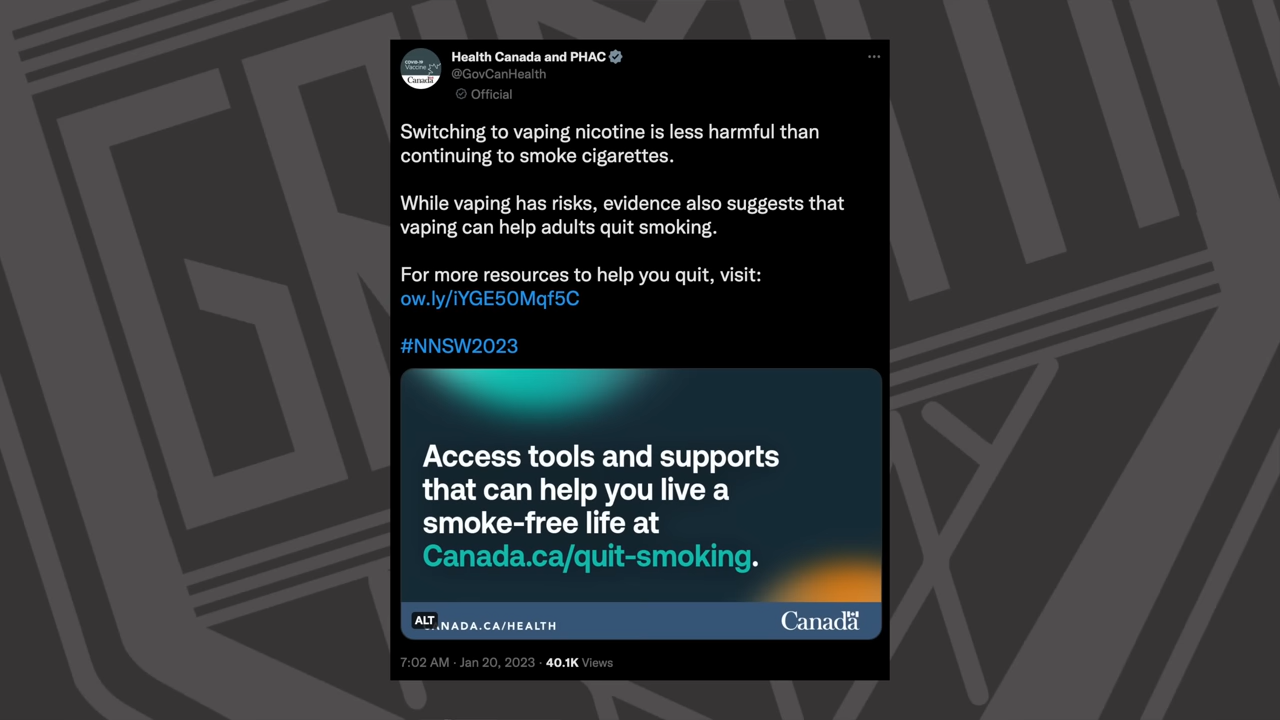 Health Canada and PHAC
@GovCanHealth
Official
Switching to vaping nicotine is less harmful than
continuing to smoke cigarettes.
While vaping has risks, evidence also suggests that
vaping can help adults quit smoking.
For more resources to help you quit, visit:
ow.ly/iYGE50Mqf5C
#NNSW2023
Access tools and supports
that can help you live a
smoke-free life at
Canada.ca/quit-smoking.
ALT
CANADA.CA/HEALTH
Canada
7:02 AM · Jan 20, 2023 · 40.1K Views